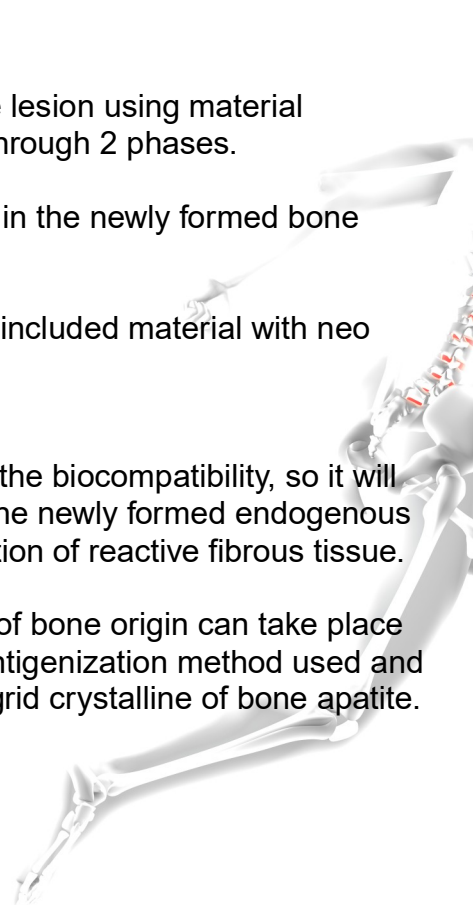 lesion using material
hrough 2 phases.
in the newly formed bone
included material with neo
the biocompatibility, so it will
he newly formed endogenous
tion of reactive fibrous tissue.
of bone origin can take place
ntigenization method used and
grid crystalline of bone apatite.